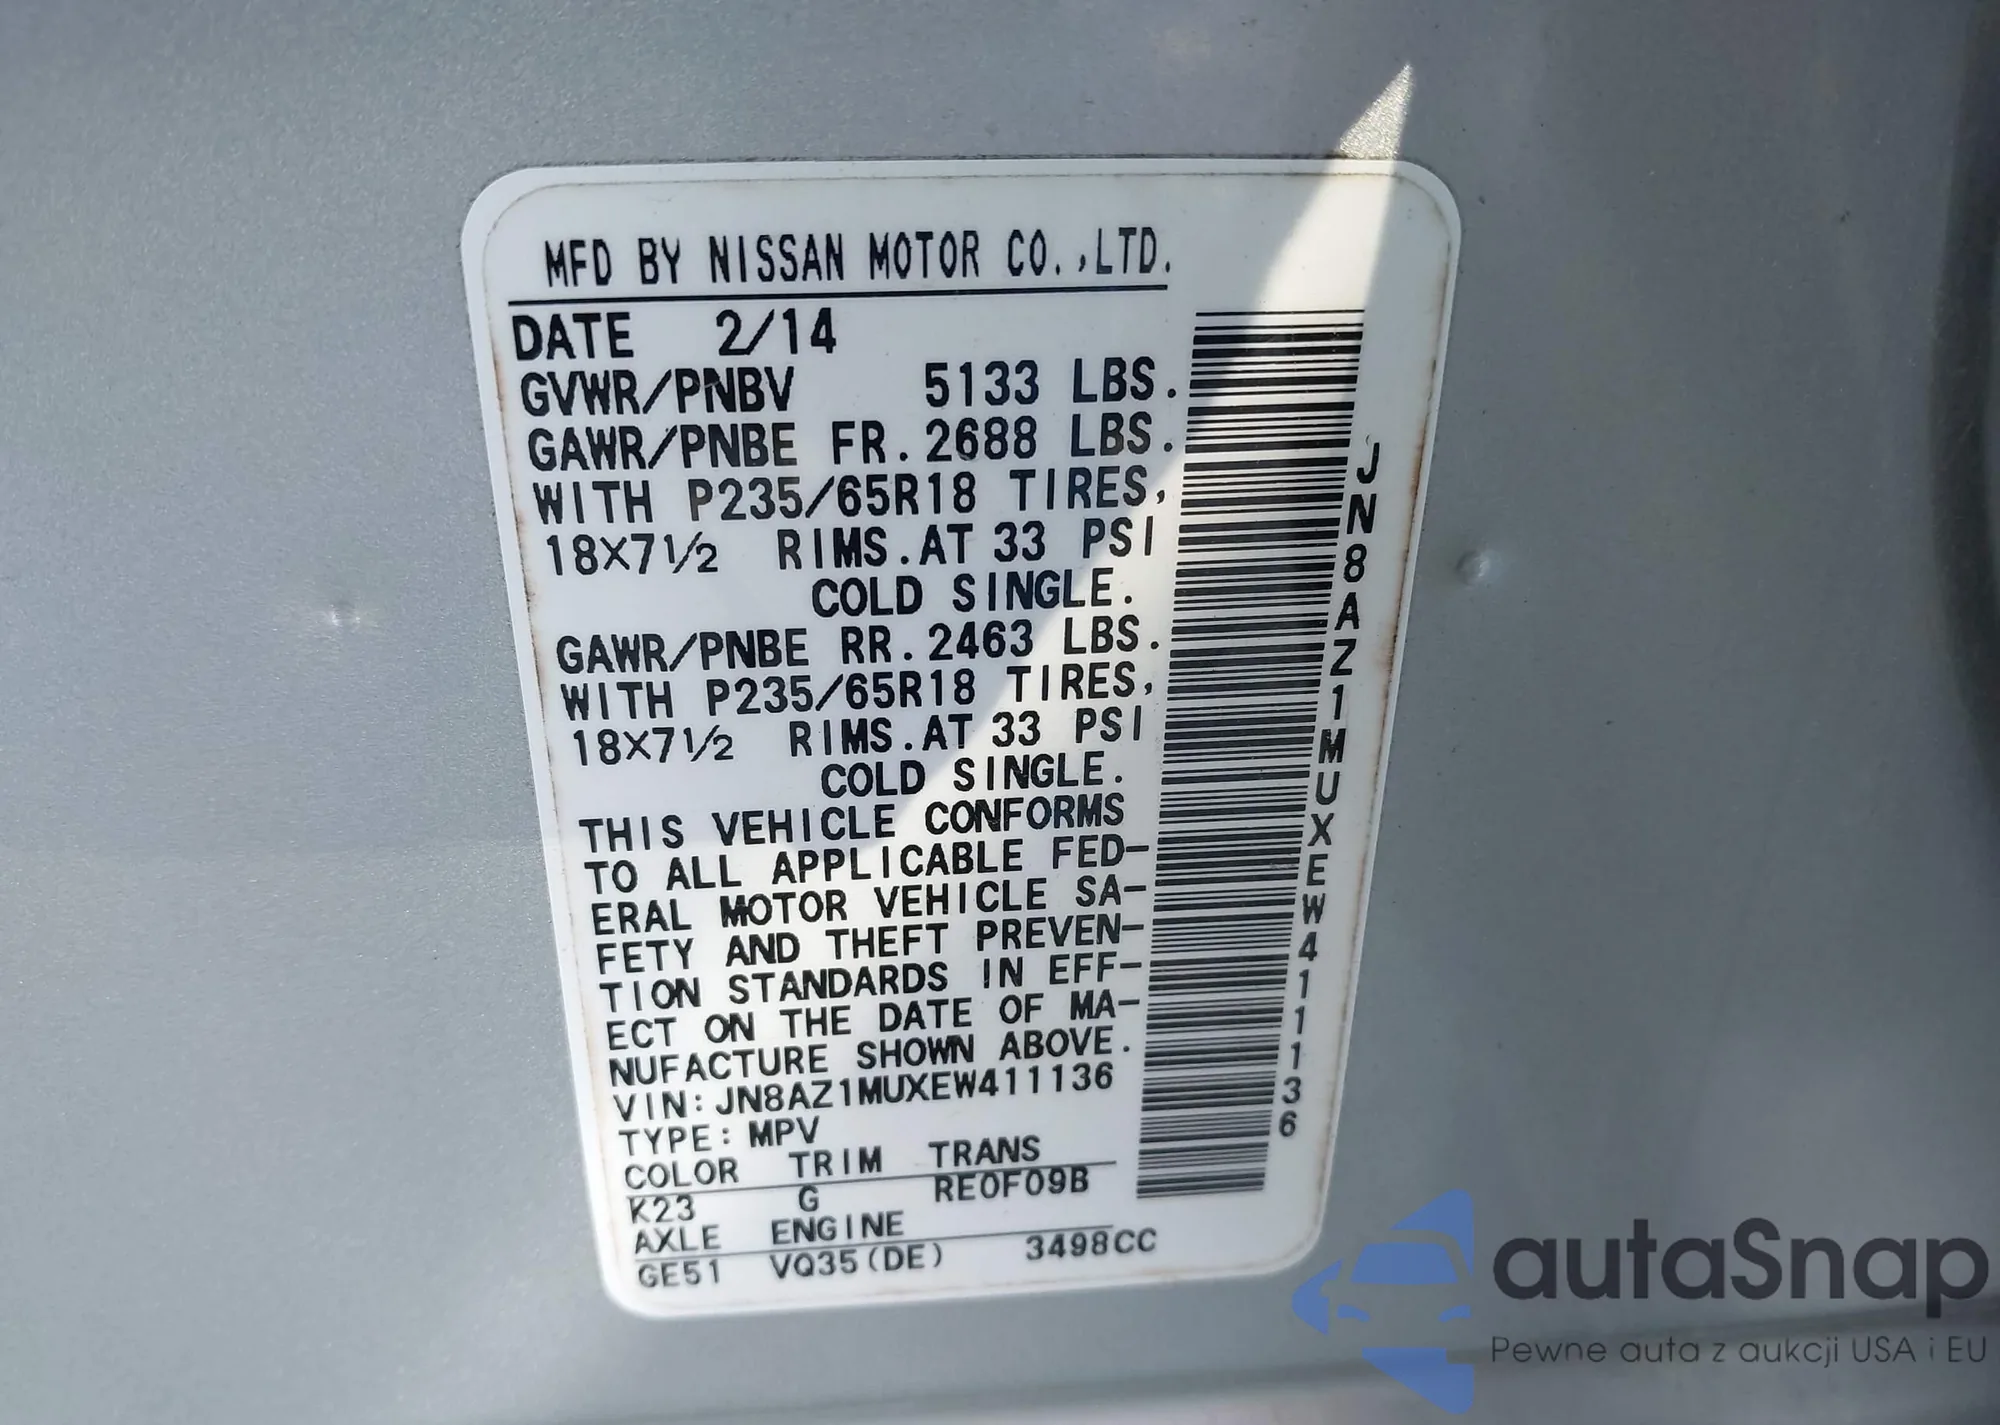 MFD BY NISSAN MOTOR CO.,LTD.
DATE 2/14
GVWR/PNBV 5133 LBS.
GAWR/PNBE FR. 2688 LBS.
WITH P235/65R18 TIRES,
18×7½ RIMS.AT 33 PSI
COLD SINGLE.
GAWR/PNBE RR. 2463 LBS.
WITH P235/65R18 TIRES,
18×7½ RIMS.AT 33 PSI
COLD SINGLE.
THIS VEHICLE CONFORMS
TO ALL APPLICABLE FED-
ERAL MOTOR VEHICLE SA-
FETY AND THEFT PREVEN-
TION STANDARDS IN EFF-
ECT ON THE DATE OF MA-
NUFACTURE SHOWN ABOVE.
VIN: JN8AZ1MUXEW411136
TYPE: MPV
COLOR TRIM TRANS
K23 G RE0F09B
AXLE ENGINE
GE51 VQ35(DE) 3498CC
JN8AZ1MUXEW411136
autaSnap
Pewne auta z aukcji USA i EU